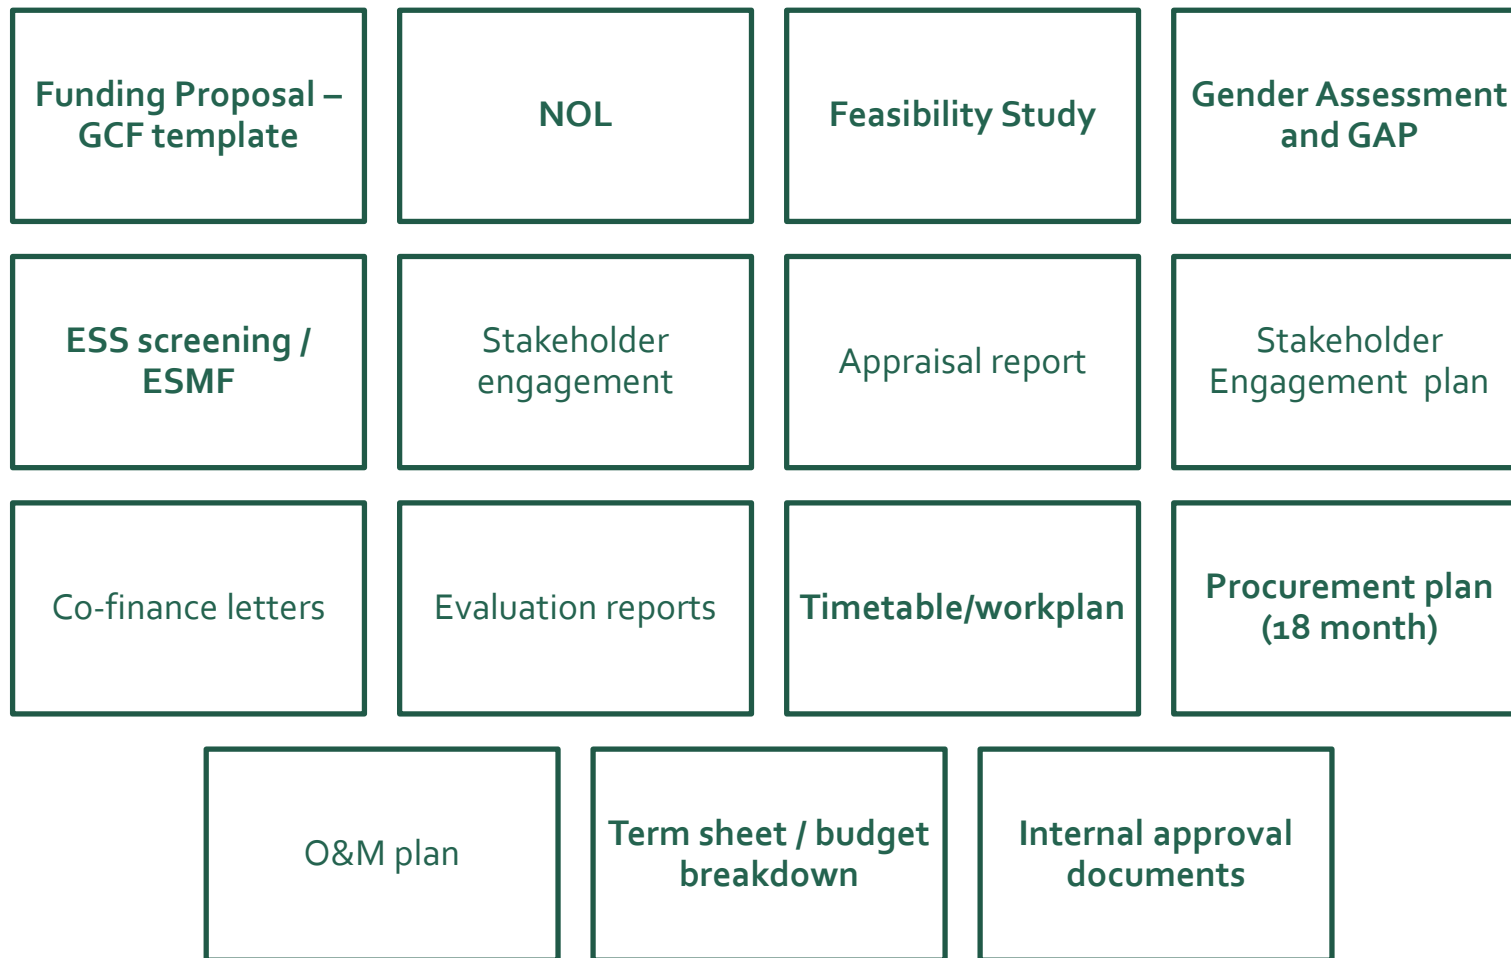 Funding Proposal –
GCF template
NOL
Feasibility Study
Gender Assessment
and GAP
ESS screening /
ESMF
Stakeholder
engagement
Appraisal report
Stakeholder
Engagement plan
Co-finance letters
Evaluation reports
Timetable/workplan
Procurement plan
(18 month)
O&M plan
Term sheet / budget
breakdown
Internal approval
documents